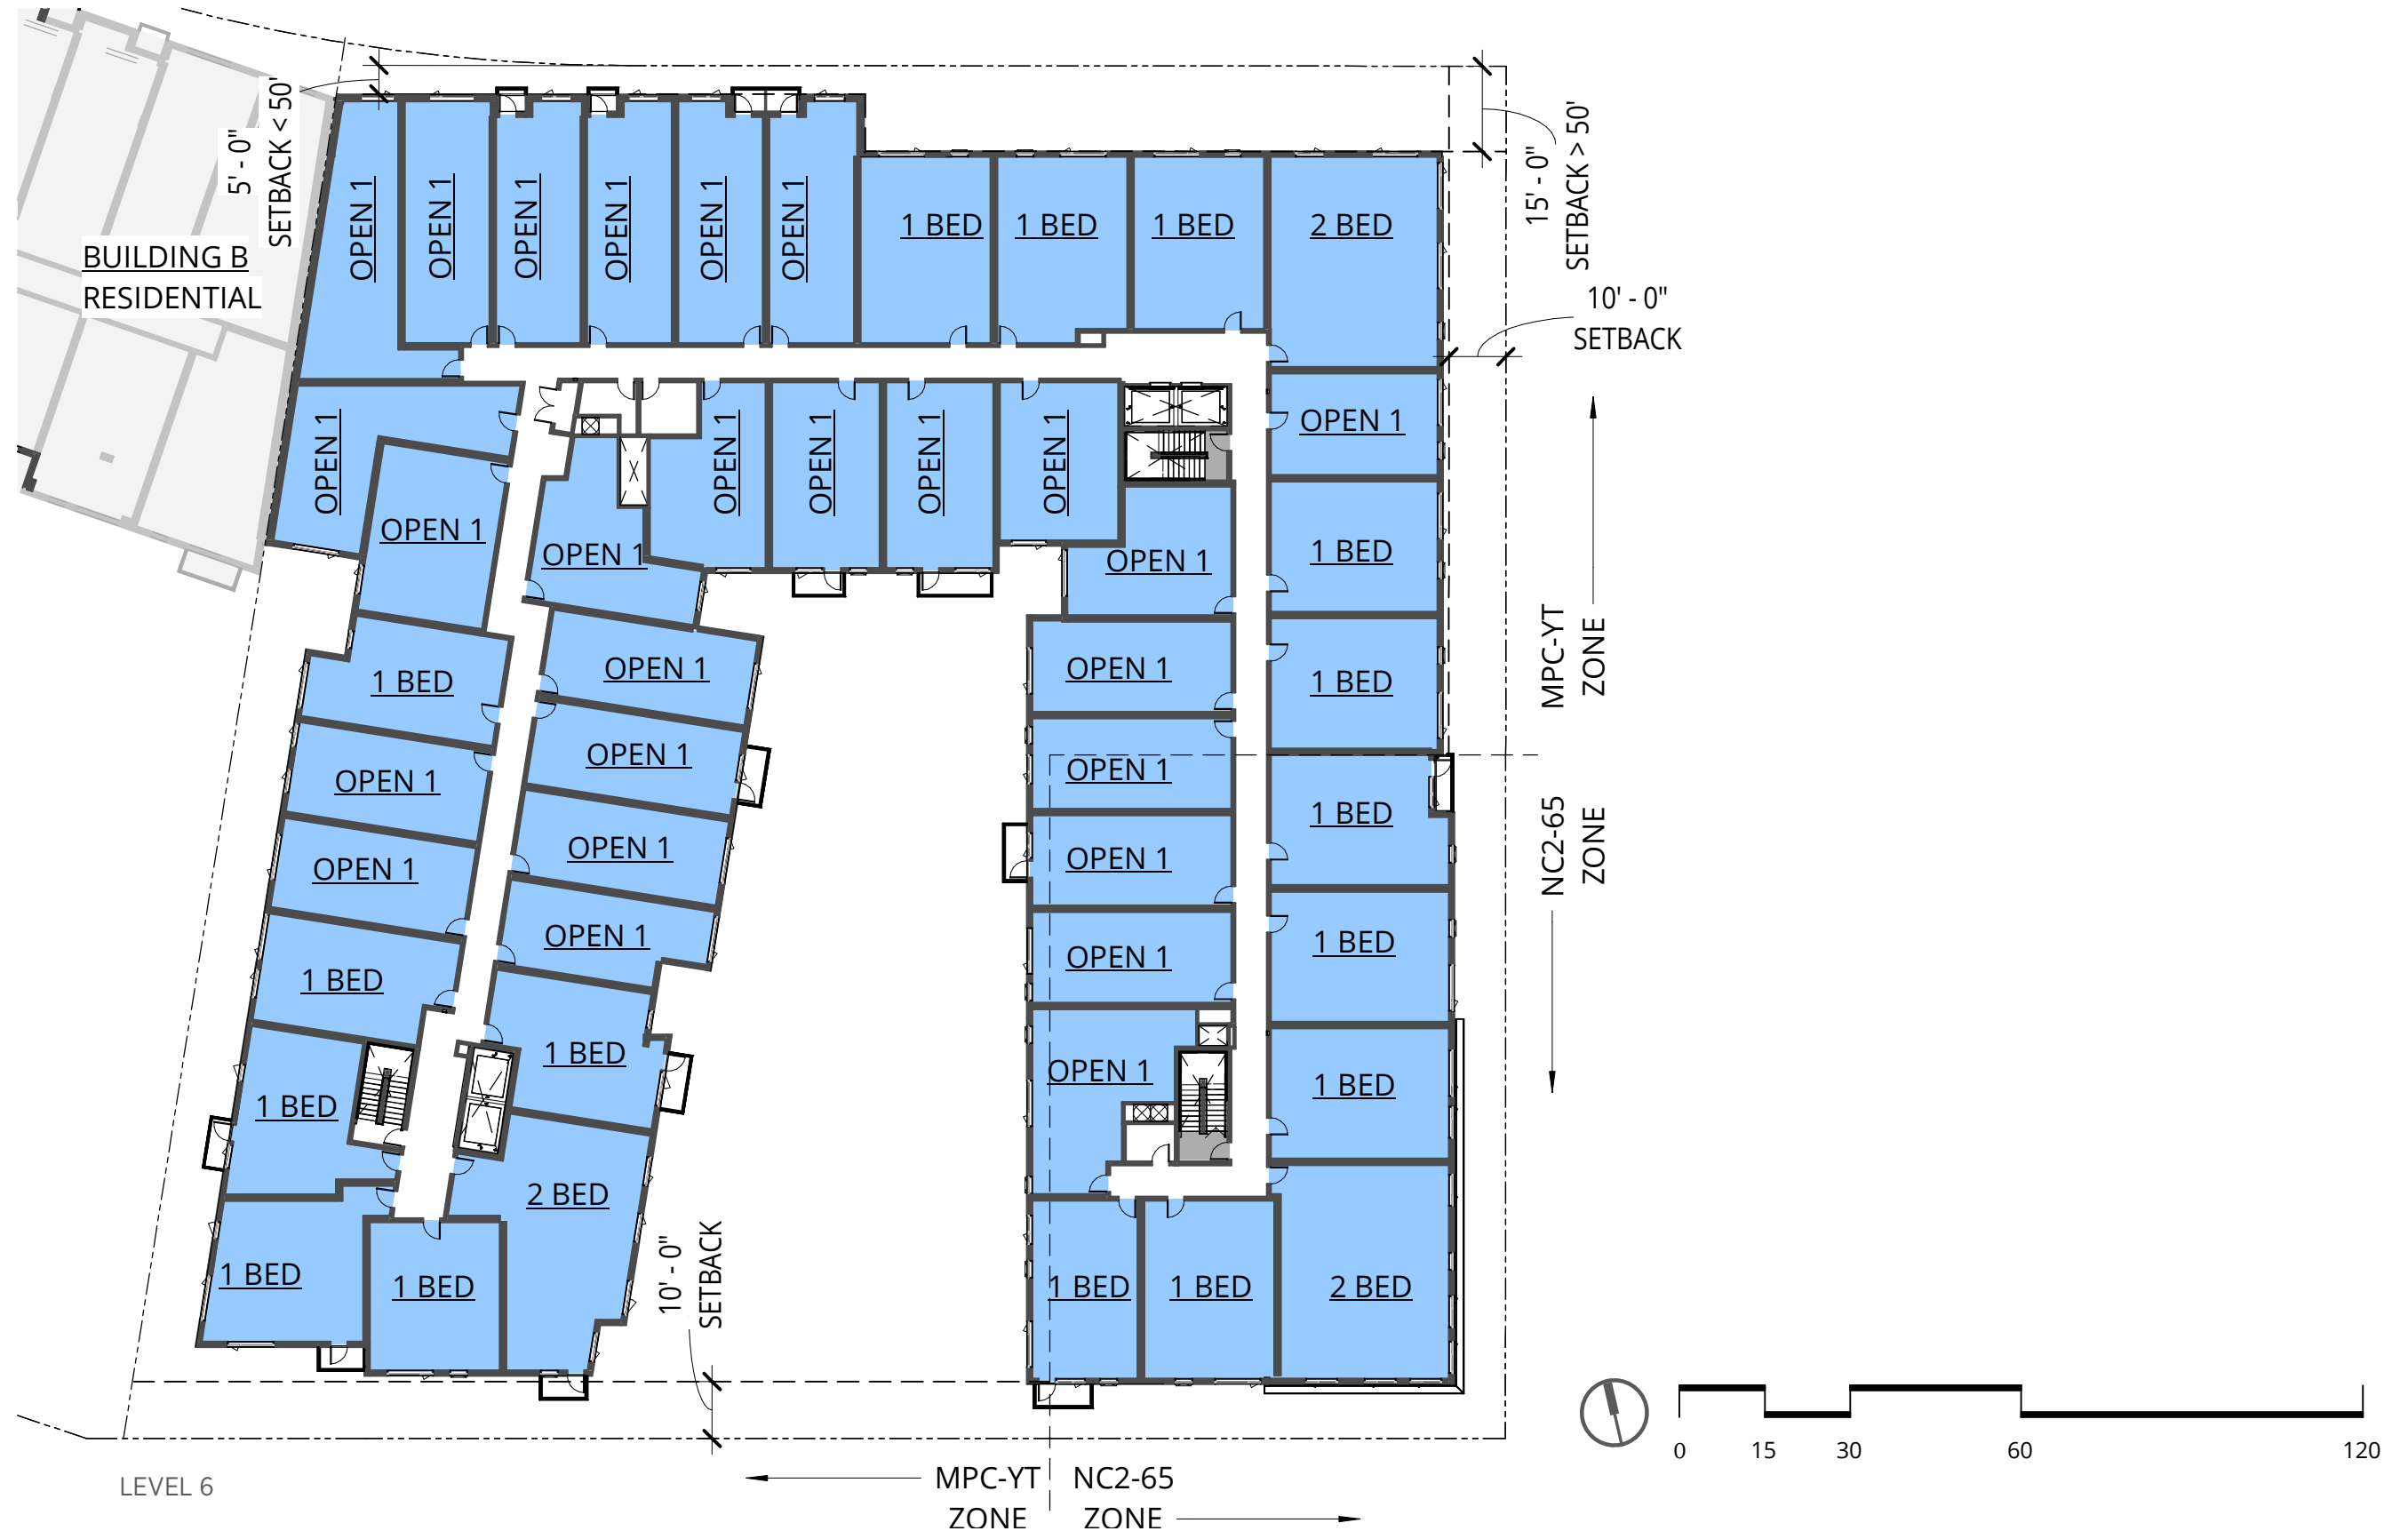 5' - 0"
SETBACK < 50'
BUILDING B
RESIDENTIAL
OPEN 1
OPEN 1
OPEN 1
OPEN 1
OPEN 1
OPEN 1
1 BED
1 BED
1 BED
2 BED
15' - 0"
SETBACK > 50'
10' - 0"
SETBACK
OPEN 1
OPEN 1
OPEN 1
OPEN 1
OPEN 1
OPEN 1
OPEN 1
OPEN 1
OPEN 1
1 BED
1 BED
OPEN 1
OPEN 1
1 BED
1 BED
MPC-YT
ZONE
OPEN 1
OPEN 1
OPEN 1
1 BED
NC2-65
ZONE
OPEN 1
OPEN 1
OPEN 1
OPEN 1
OPEN 1
1 BED
1 BED
1 BED
OPEN 1
1 BED
1 BED
2 BED
1 BED
1 BED
10' - 0"
SETBACK
1 BED
1 BED
2 BED
0
15
30
60
120
LEVEL 6
MPC-YT
ZONE
NC2-65
ZONE